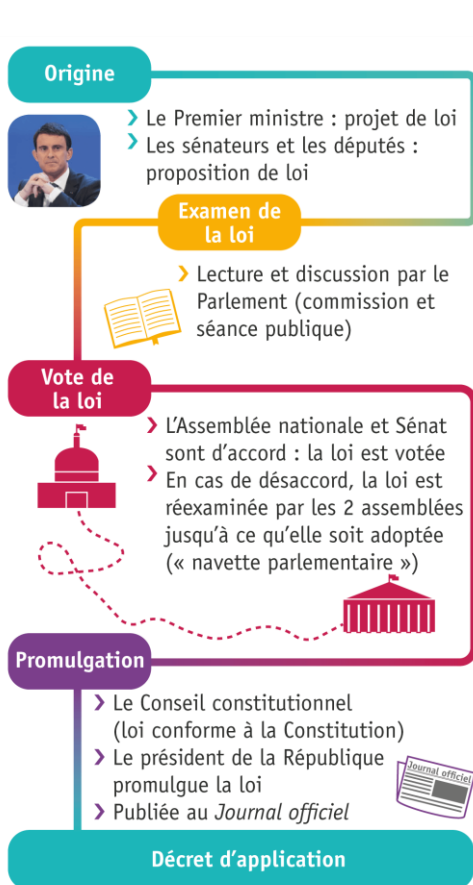 Origine
Le Premier ministre : projet de loi
Les sénateurs et les députés :
proposition de loi
Examen de
la loi
Lecture et discussion par le
Parlement (commission et
séance publique)
Vote de
la loi
L’Assemblée nationale et Sénat
sont d’accord : la loi est votée
En cas de désaccord, la loi est
réexaminée par les 2 assemblées
jusqu’à ce qu’elle soit adoptée
(« navette parlementaire »)
Promulgation
Le Conseil constitutionnel
(loi conforme à la Constitution)
Le président de la République
promulgue la loi
Publiée au Journal officiel
Journal officiel
Décret d’application